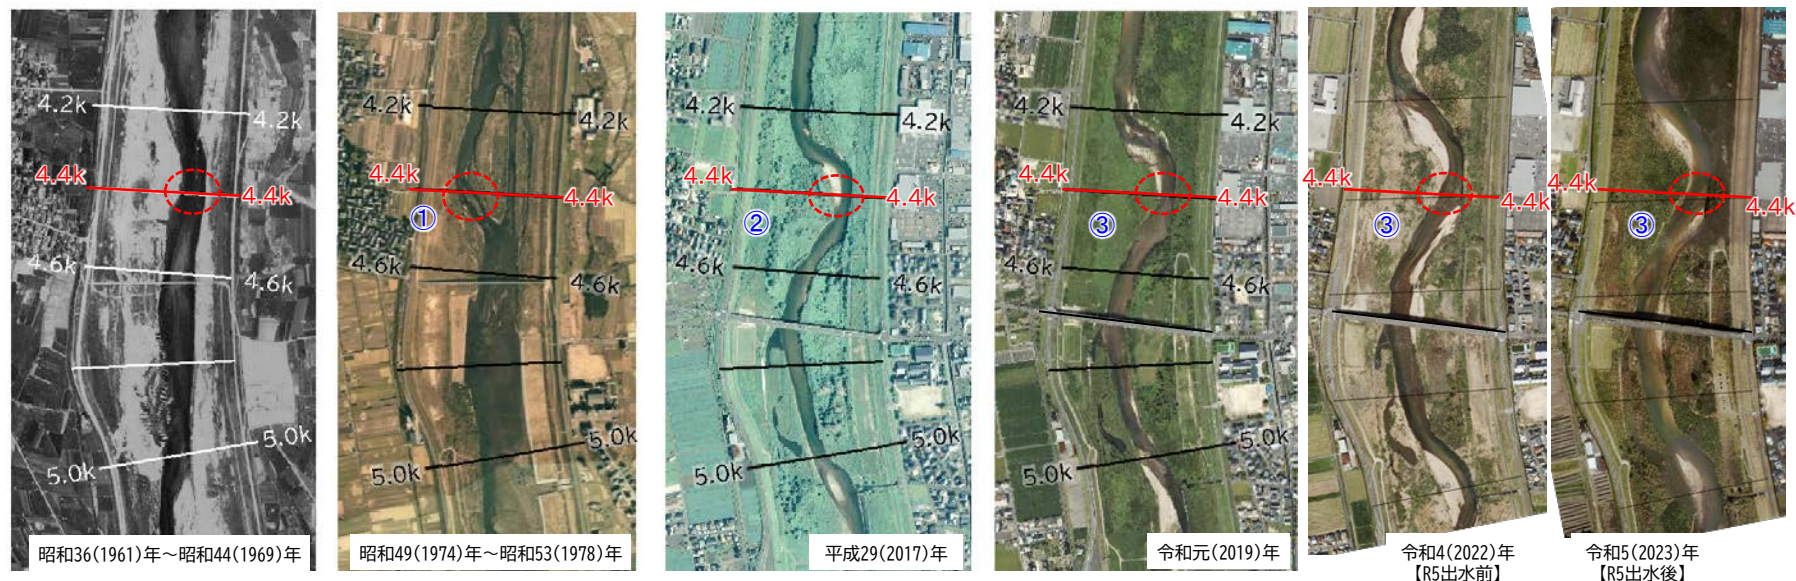 4.2k
4.2k
4.4k
4.4k
4.6k
4.6k
5.0k
5.0k
昭和36(1961)年～昭和44(1969)年
4.2k
4.2k
4.4k
4.4k
①
4.6k
4.6k
5.0k
5.0k
昭和49(1974)年～昭和53(1978)年
4.2k
4.2k
4.4k
4.4k
②
4.6k
4.6k
5.0k
5.0k
平成29(2017)年
4.2k
4.2k
4.4k
4.4k
③
4.6k
4.6k
5.0k
5.0k
令和元(2019)年
4.4k
4.4k
③
令和4(2022)年
【R5出水前】
4.4k
4.4k
③
令和5(2023)年
【R5出水後】